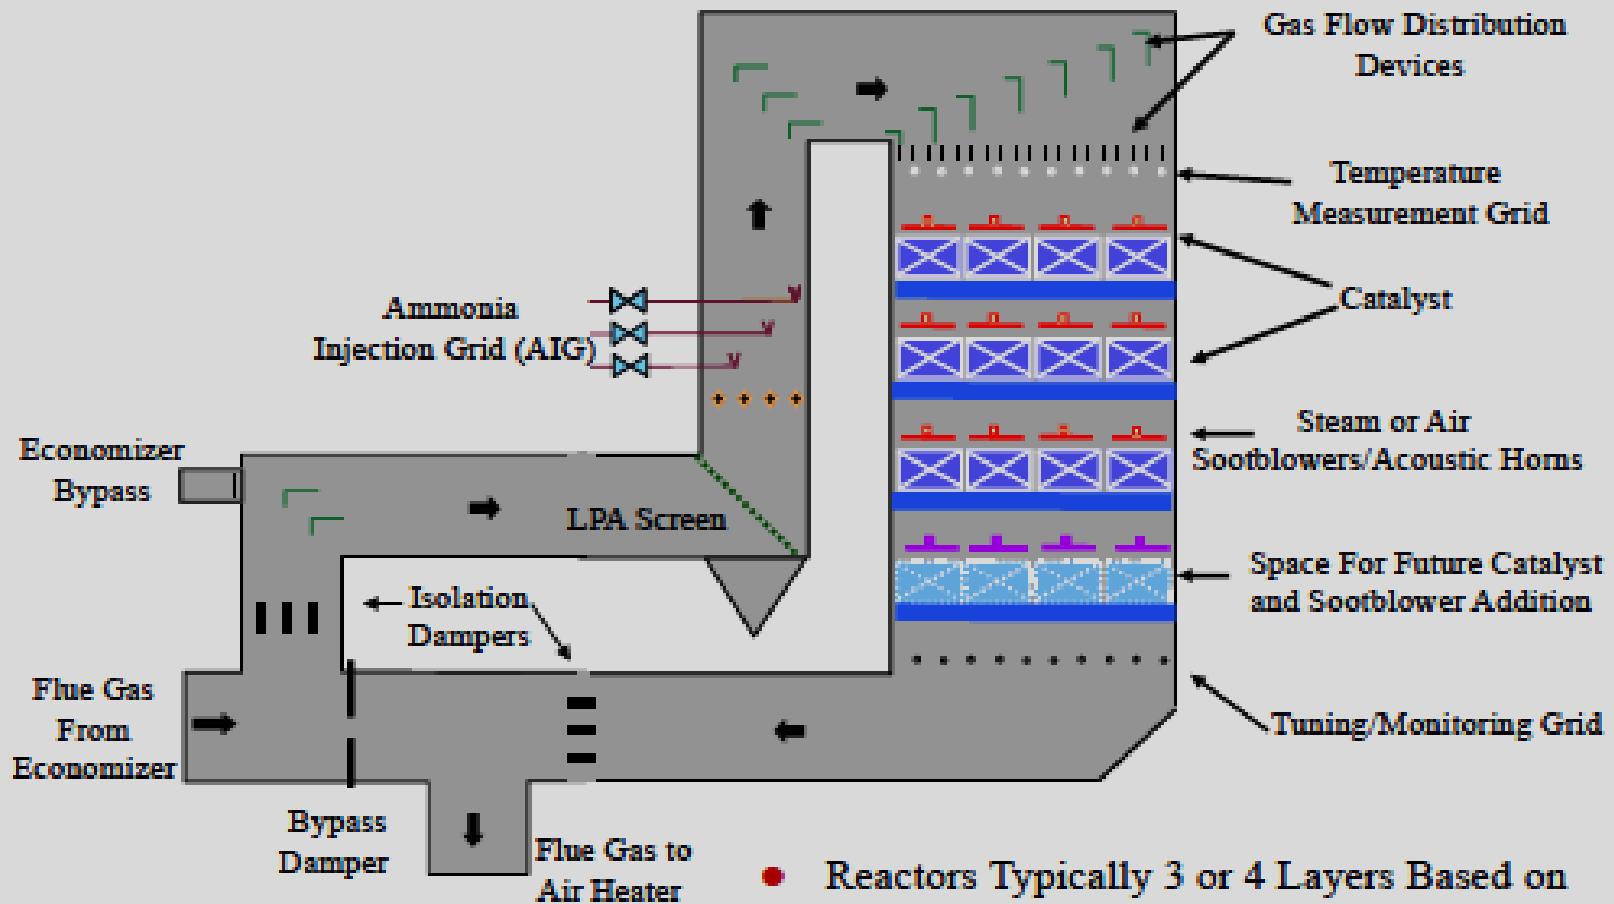 Gas Flow Distribution
Devices
Temperature
Measurement Grid
Ammonia
Injection Grid (AIG)
Catalyst
Steam or Air
Sootblowers/Acoustic Horns
Economizer
Bypass
LPA Screen
Space For Future Catalyst
and Sootblower Addition
Isolation
Dampers
Flue Gas
From
Economizer
Tuning/Monitoring Grid
Bypass
Damper
Flue Gas to
Air Heater
Reactors Typically 3 or 4 Layers Based on